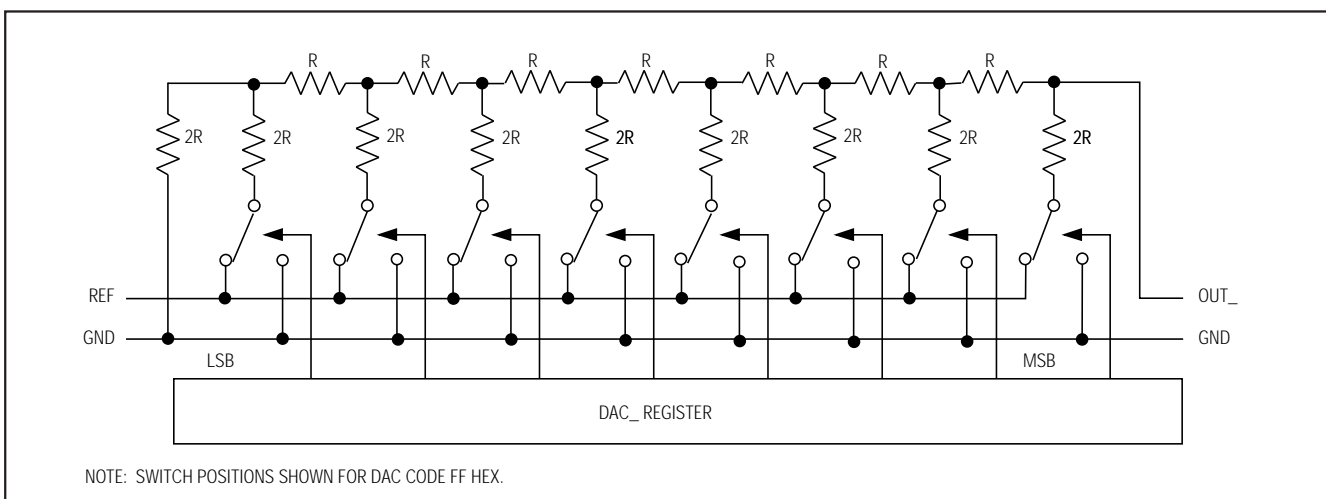 R R R R R R R
2R 2R 2R 2R 2R 2R 2R 2R 2R
REF OUT_
GND GND
LSB MSB
DAC_ REGISTER
NOTE: SWITCH POSITIONS SHOWN FOR DAC CODE FF HEX.